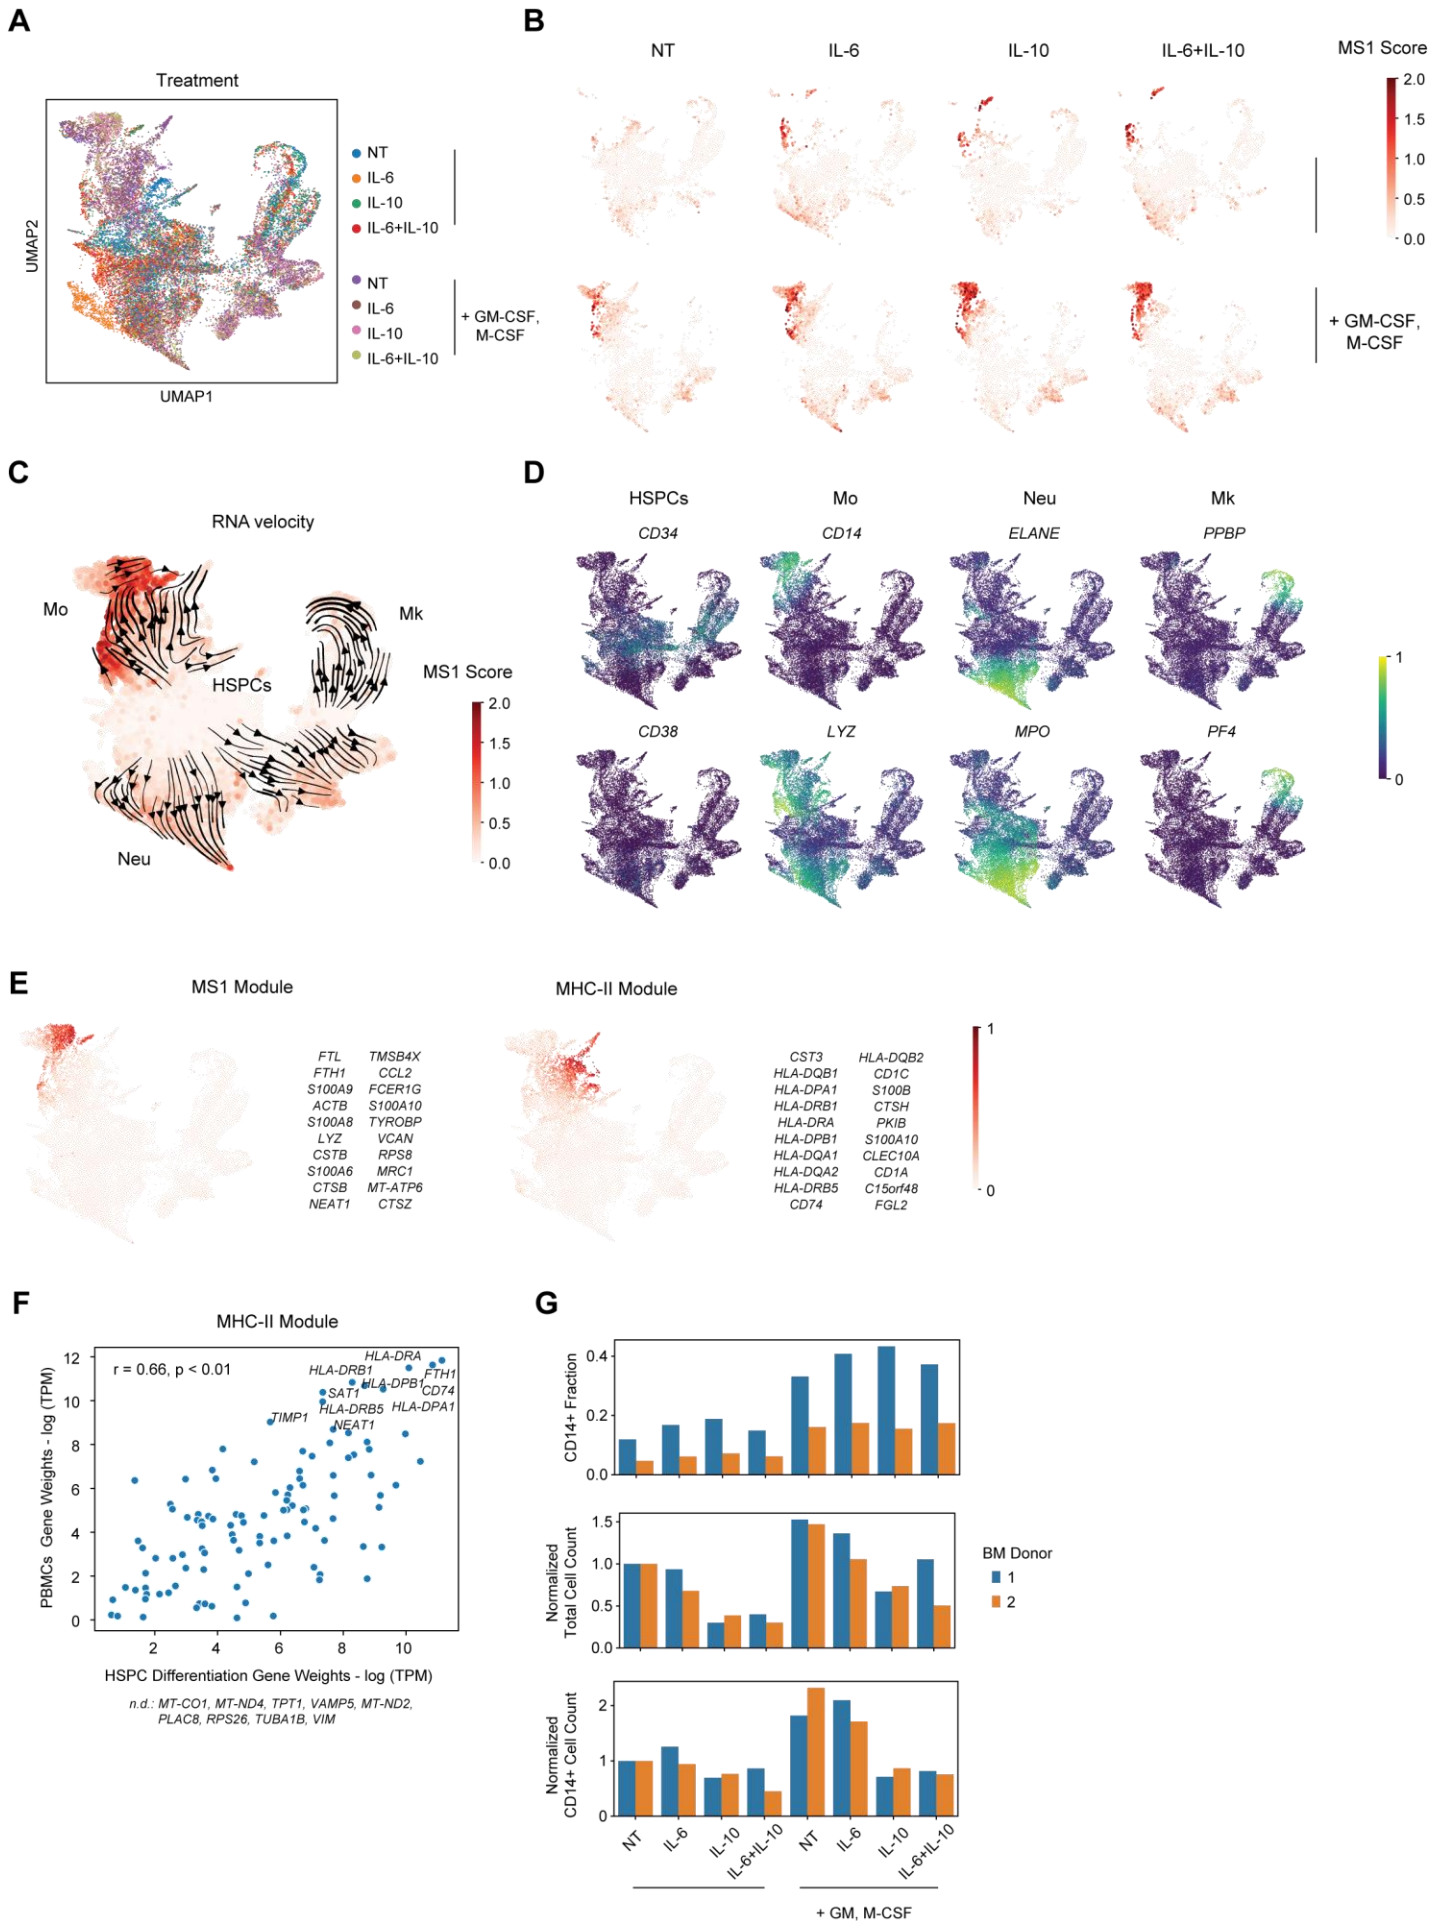 A
Treatment
UMAP2
UMAP1
NT
IL-6
IL-10
IL-6+IL-10
NT
IL-6
IL-10
IL-6+IL-10
+ GM-CSF,
M-CSF
B
NT
IL-6
IL-10
IL-6+IL-10
MS1 Score
2.0
1.5
1.0
0.5
0.0
+ GM-CSF,
M-CSF
C
RNA velocity
Mo
Mk
HSPCs
Neu
MS1 Score
2.0
1.5
1.0
0.5
0.0
D
HSPCs
Mo
Neu
Mk
CD34
CD14
ELANE
PPBP
CD38
LYZ
MPO
PF4
1
0
E
MS1 Module
FTL TMSB4X
FTH1 CCL2
S100A9 FCER1G
ACTB S100A10
S100A8 TYROBP
LYZ VCAN
CSTB RPS8
S100A6 MRC1
CTSB MT-ATP6
NEAT1 CTSZ
MHC-II Module
CST3 HLA-DQB2
HLA-DQB1 CD1C
HLA-DPA1 S100B
HLA-DRB1 CTSH
HLA-DRA PKIB
HLA-DPB1 S100A10
HLA-DQA1 CLEC10A
HLA-DQA2 CD1A
HLA-DRB5 C15orf48
CD74 FGL2
1
0
F
MHC-II Module
PBMCs Gene Weights - log (TPM)
12
10
8
6
4
2
0
r = 0.66, p < 0.01
HLA-DRA
HLA-DRB1
FTH1
HLA-DPB1
CD74
SAT1
HLA-DPA1
HLA-DRB5
TIMP1
NEAT1
2 4 6 8 10
HSPC Differentiation Gene Weights - log (TPM)
n.d.: MT-CO1, MT-ND4, TPT1, VAMP5, MT-ND2,
PLAC8, RPS26, TUBA1B, VIM
G
CD14+ Fraction
0.4
0.2
0.0
Normalized
Total Cell Count
1.5
1.0
0.5
0.0
Normalized
CD14+ Cell Count
2
1
0
NT
IL-6
IL-10
IL-6+IL-10
NT
IL-6
IL-10
IL-6+IL-10
+ GM, M-CSF
BM Donor
1
2